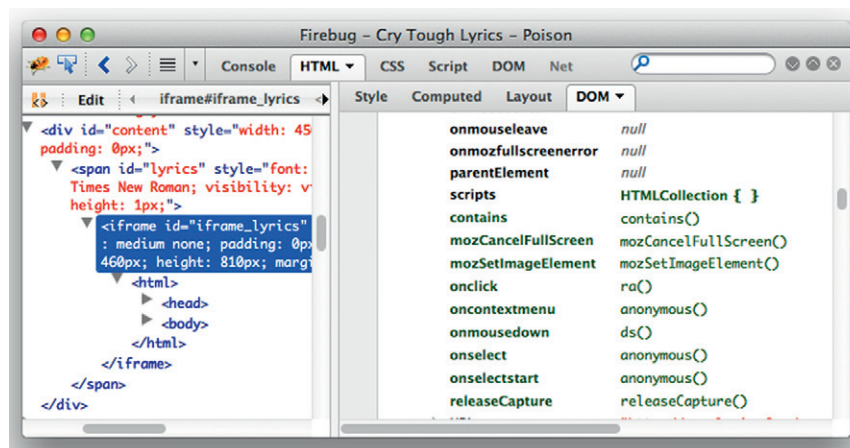 Firebug – Cry Tough Lyrics – Poison
Console HTML CSS Script DOM Net
Edit iframe#iframe_lyrics
Style Computed Layout DOM
<div id="content" style="width: 45
padding: 0px;">
<span id="lyrics" style="font:
Times New Roman; visibility:
height: 1px;">
<iframe id="iframe_lyrics"
: medium none; padding: 0px
460px; height: 810px; margi
<html>
<head>
<body>
</html>
</iframe>
</span>
</div>
onmouseleave null
onmozfullscreenerror null
parentElement null
scripts HTMLCollection { }
contains contains()
mozCancelFullScreen mozCancelFullScreen()
mozSetImageElement mozSetImageElement()
onclick ra()
oncontextmenu anonymous()
onmousedown ds()
onselect anonymous()
onselectstart anonymous()
releaseCapture releaseCapture()